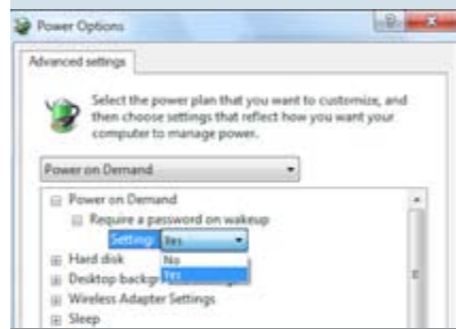 Power Options
Advanced settings
Select the power plan that you want to customize, and
then choose settings that reflect how you want your
computer to manage power.
Power on Demand
Power on Demand
Require a password on wakeup
Setting: Yes
Hard disk
No
Desktop backgr
Yes
Wireless Adapter Settings
Sleep